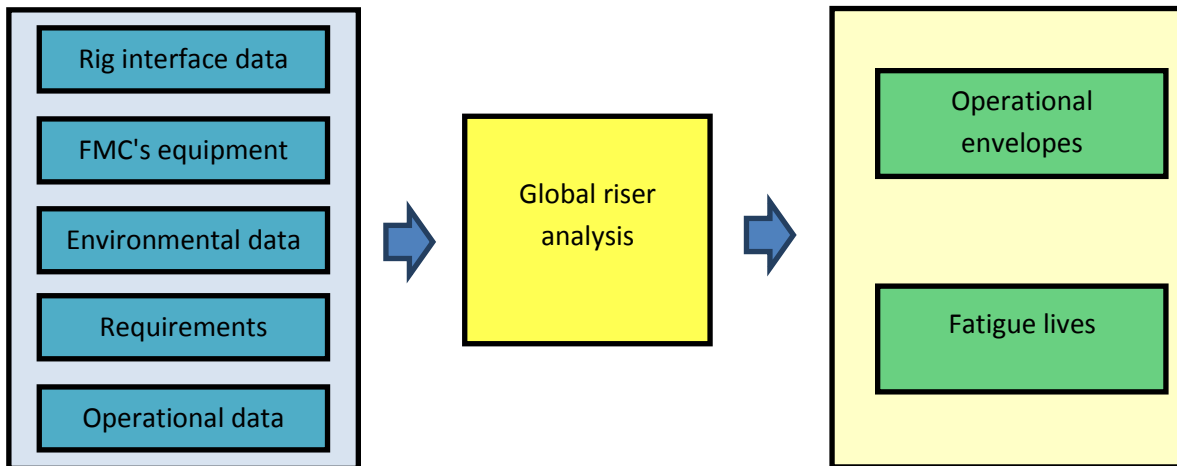 Rig interface data
FMC's equipment
Environmental data
Requirements
Operational data
Global riser
analysis
Operational
envelopes
Fatigue lives